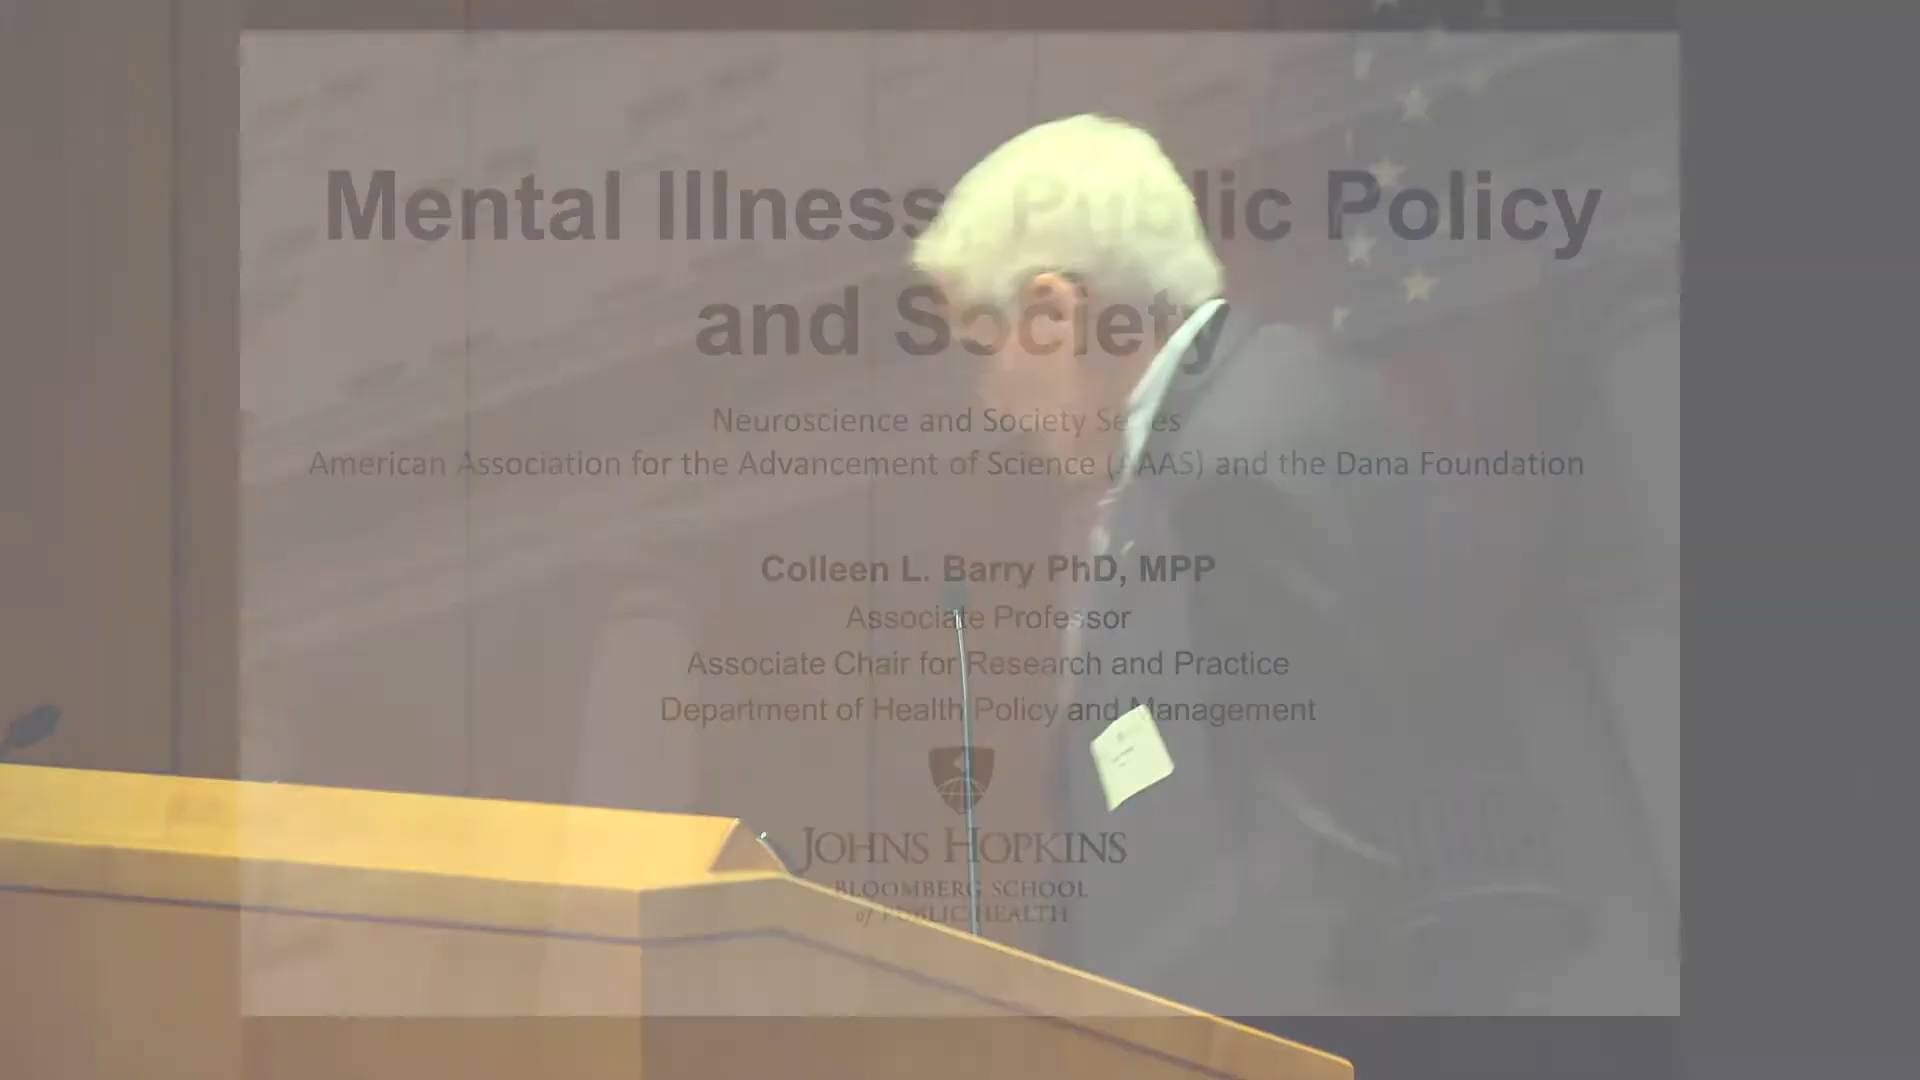 Mental Illness, Public Policy
and Society
Neuroscience and Society Series
American Association for the Advancement of Science (AAAS) and the Dana Foundation
Colleen L. Barry PhD, MPP
Associate Professor
Associate Chair for Research and Practice
Department of Health Policy and Management
JOHNS HOPKINS
BLOOMBERG SCHOOL
of PUBLIC HEALTH